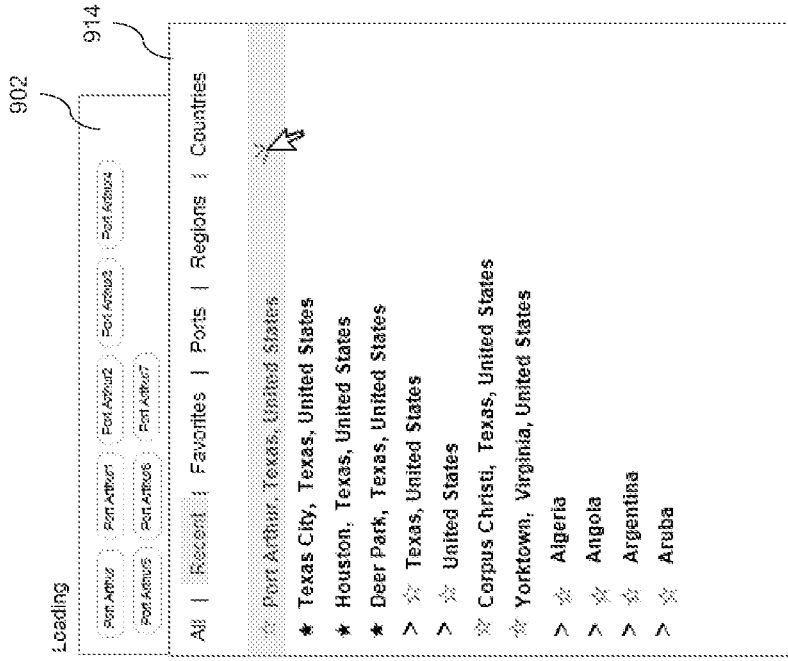 902
914
Loading
Port Arthur Port Arthur1 Port Arthur2 Port Arthur3 Port Arthur4
Port Arthur5 Port Arthur6 Port Arthur7
All | Recent | Favorites | Ports | Regions | Countries
☆ Port Arthur, Texas, United States
★ Texas City, Texas, United States
★ Houston, Texas, United States
★ Deer Park, Texas, United States
> ☆ Texas, United States
> ☆ United States
☆ Corpus Christi, Texas, United States
☆ Yorktown, Virginia, United States
> ☆ Algeria
> ☆ Angola
> ☆ Argentina
> ☆ Aruba